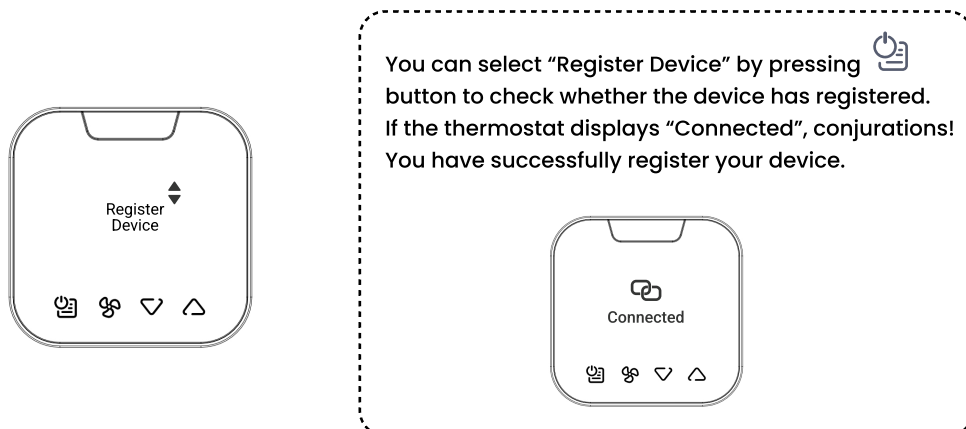 Register
Device
You can select “Register Device” by pressing
button to check whether the device has registered.
If the thermostat displays “Connected”, conjurations!
You have successfully register your device.
Connected